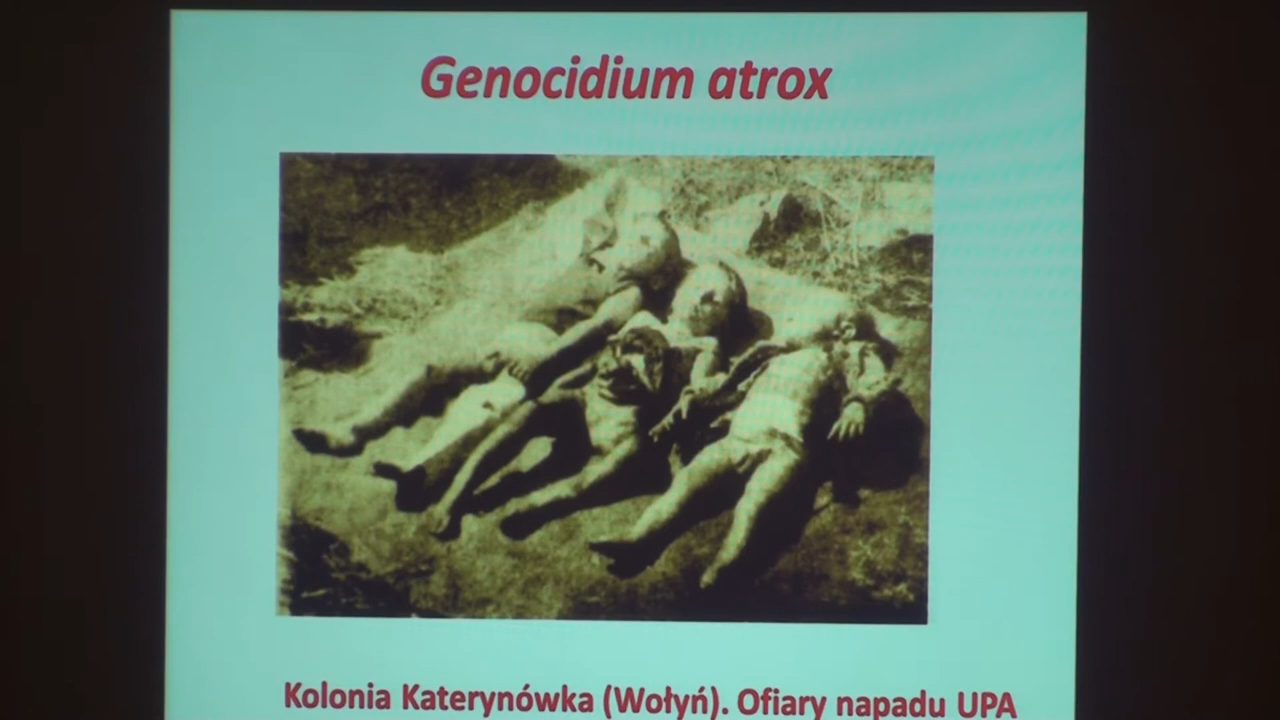 Genocidium atrox
Kolonia Katerynówka (Wołyń). Ofiary napadu UPA